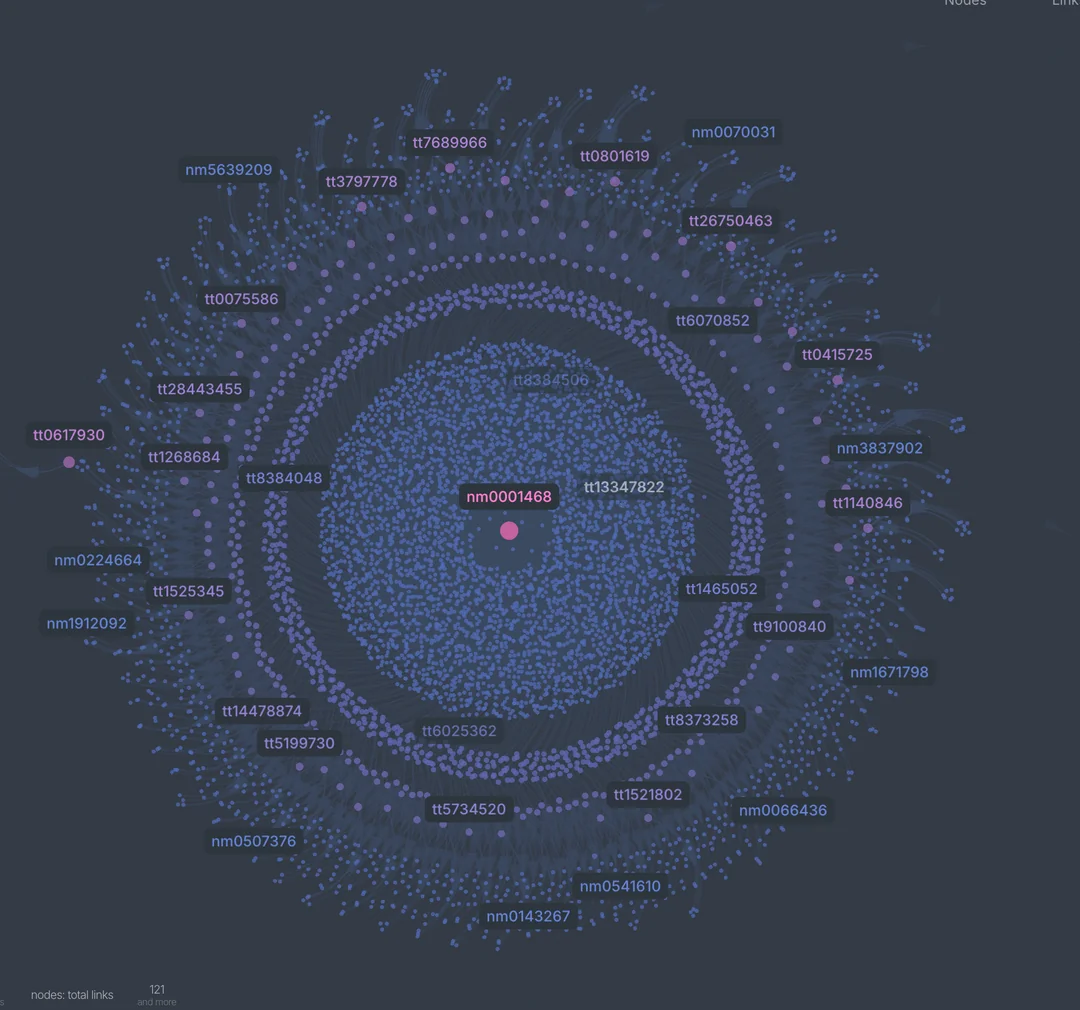 Nodes
Link
nm0070031
tt7689966
tt0801619
nm5639209
tt3797778
tt26750463
tt0075586
tt6070852
tt0415725
tt8384506
tt28443455
tt0617930
nm3837902
tt1268684
tt8384048
tt13347822
nm0001468
tt1140846
nm0224664
tt1525345
tt1465052
nm1912092
tt9100840
nm1671798
tt14478874
tt8373258
tt6025362
tt5199730
tt1521802
tt5734520
nm0066436
nm0507376
nm0541610
nm0143267
nodes: total links
121
and more